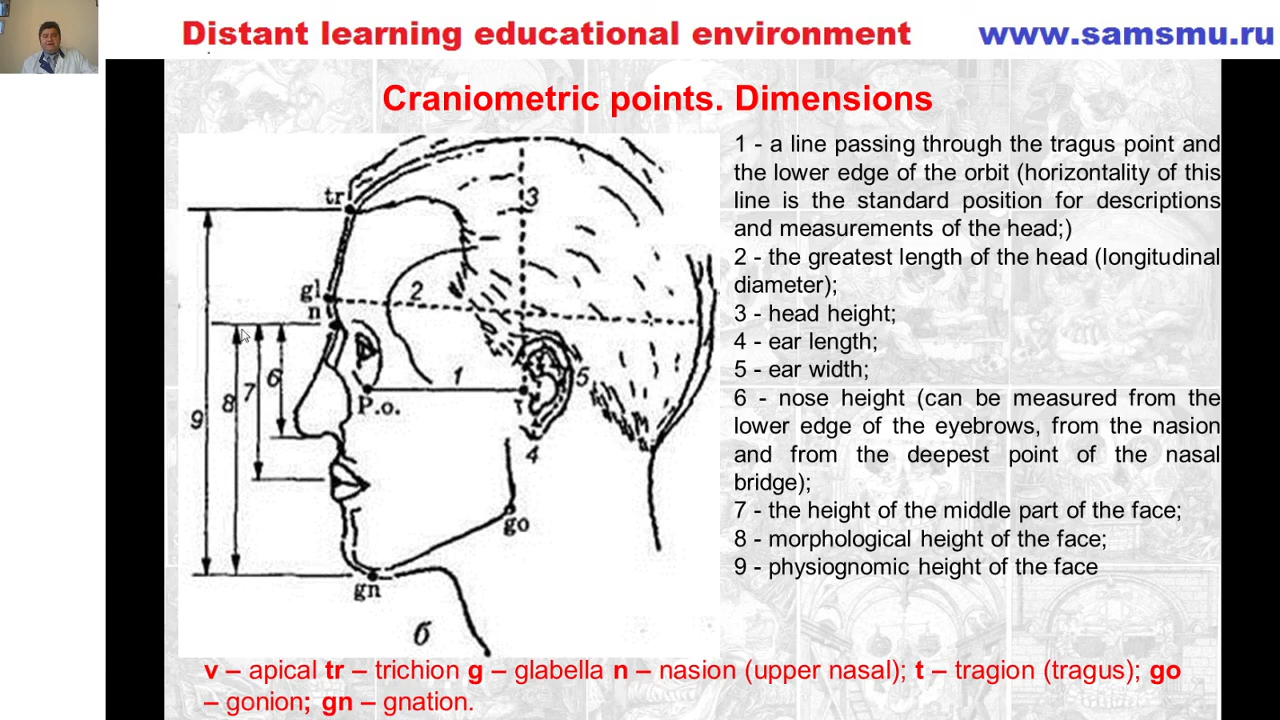 Distant learning educational environment www.samsmu.ru
Craniometric points. Dimensions
1 - a line passing through the tragus point and
the lower edge of the orbit (horizontality of this
line is the standard position for descriptions
and measurements of the head;)
2 - the greatest length of the head (longitudinal
diameter);
3 - head height;
4 - ear length;
5 - ear width;
6 - nose height (can be measured from the
lower edge of the eyebrows, from the nasion
and from the deepest point of the nasal
bridge);
7 - the height of the middle part of the face;
8 - morphological height of the face;
9 - physiognomic height of the face
tr
3
gl
2
n
1
5
6
7
8
9
P.o.
т
4
go
gn
б
v – apical tr – trichion g – glabella n – nasion (upper nasal); t – tragion (tragus); go
– gonion; gn – gnation.